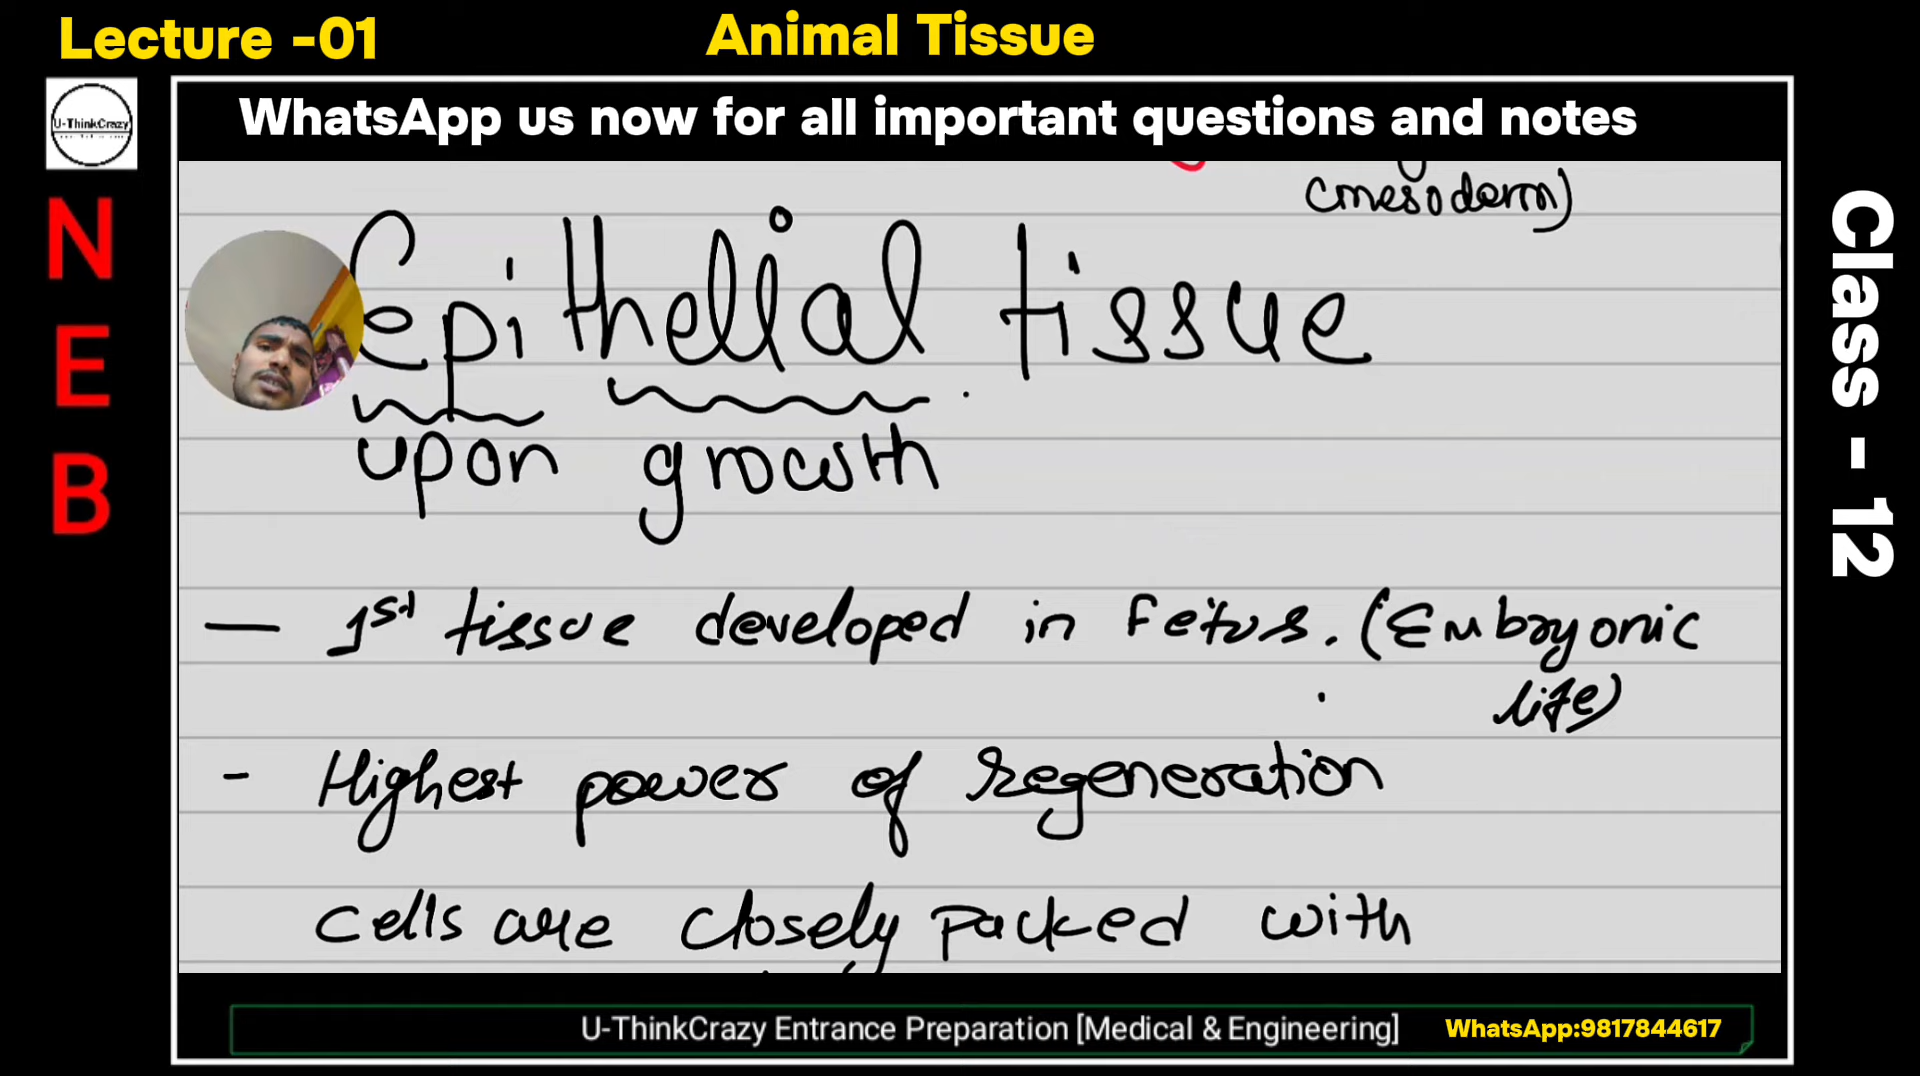 Lecture -01
Animal Tissue
U-ThinkCrazy
WhatsApp us now for all important questions and notes
NEB
Class - 12
(mesoderm)
Epithelial tissue
upon growth
— 1st tissue developed in Fetus. (Embryonic
life)
- Highest power of regeneration
cells are closely packed with
U-ThinkCrazy Entrance Preparation [Medical & Engineering]
WhatsApp:9817844617